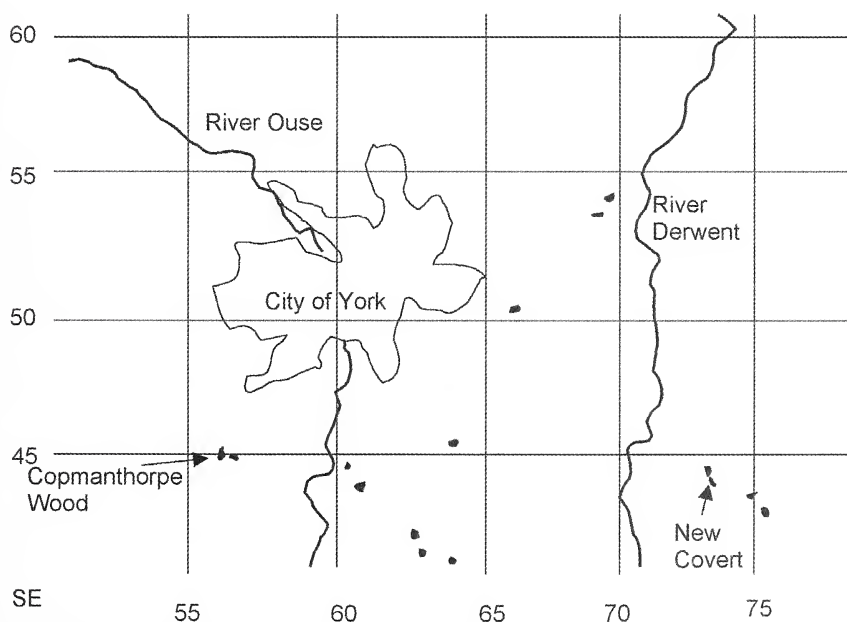 60
River Ouse
55
River
Derwent
City of York
50
45
Copmanthorpe
Wood
New
Covert
SE
55
60
65
70
75